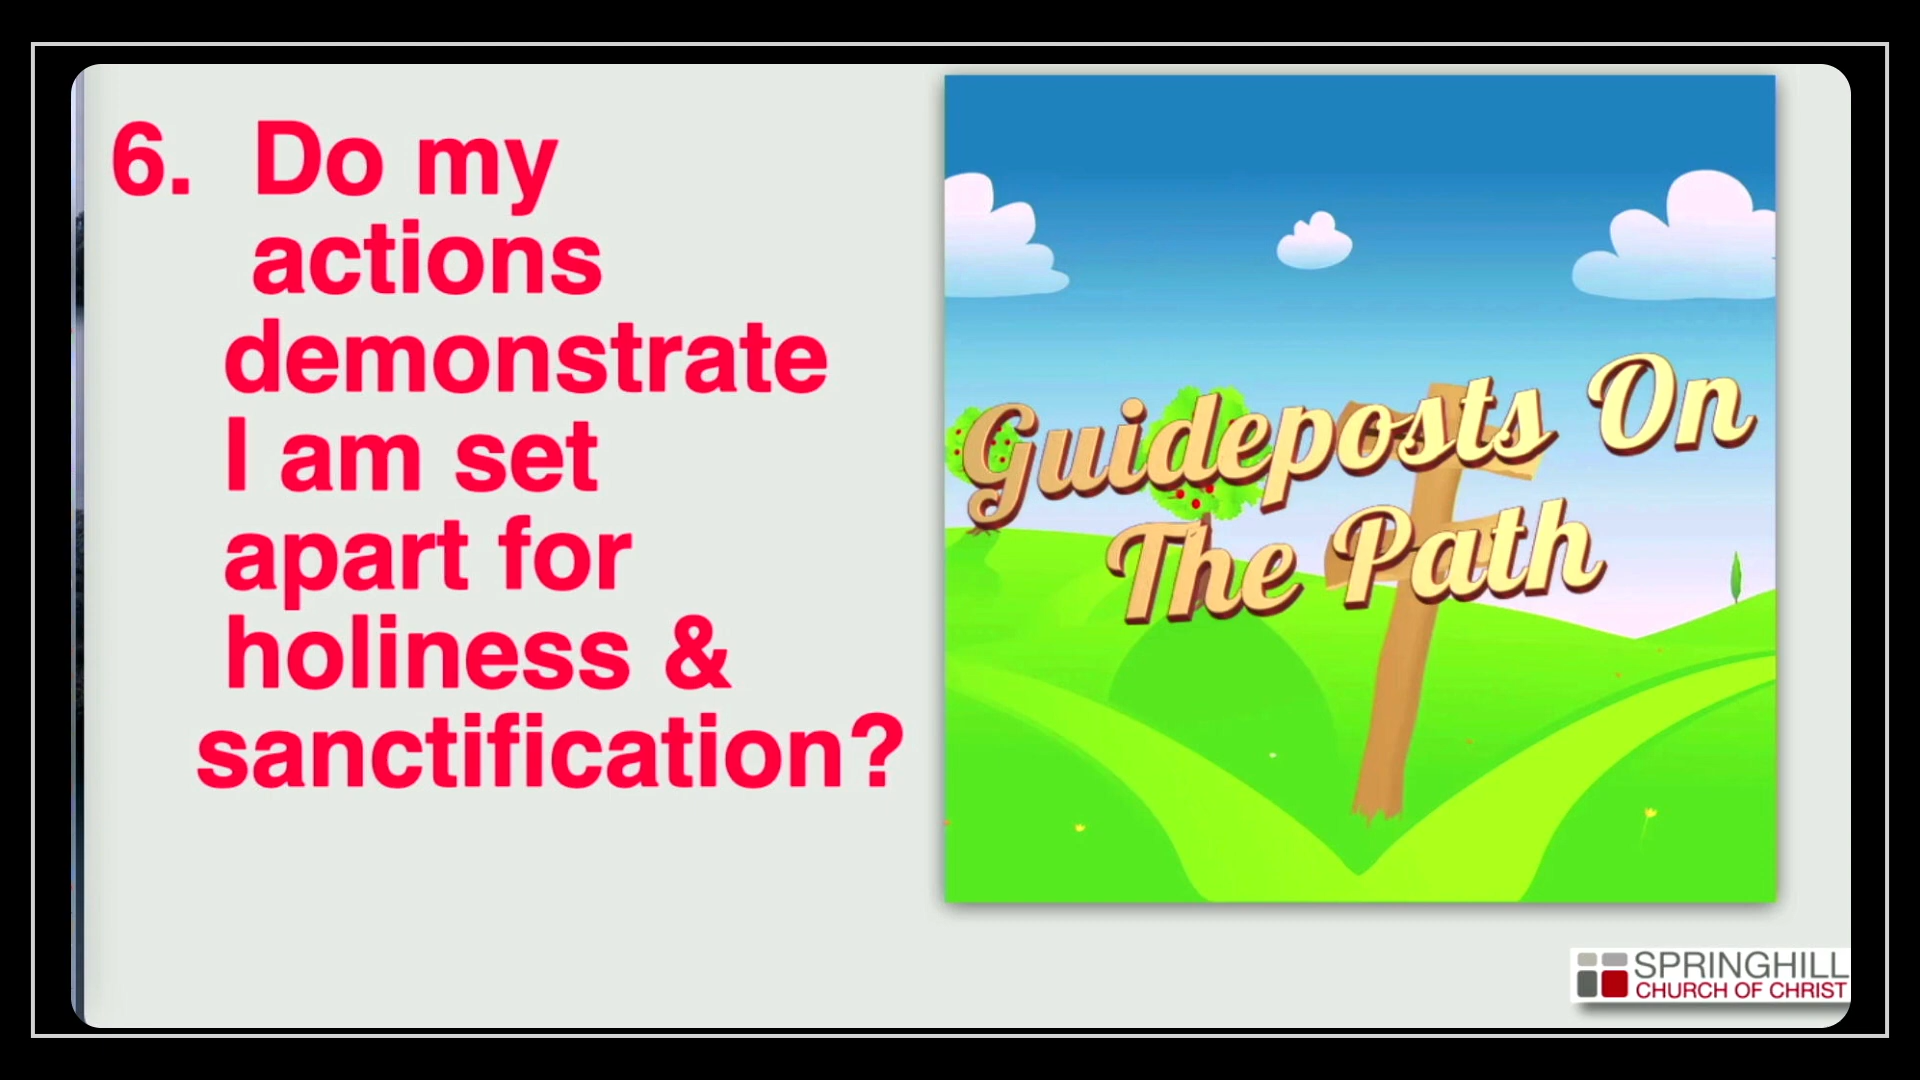 6. Do my
actions
demonstrate
I am set
apart for
holiness &
sanctification?
Guideposts On
The Path
SPRINGHILL
CHURCH OF CHRIST